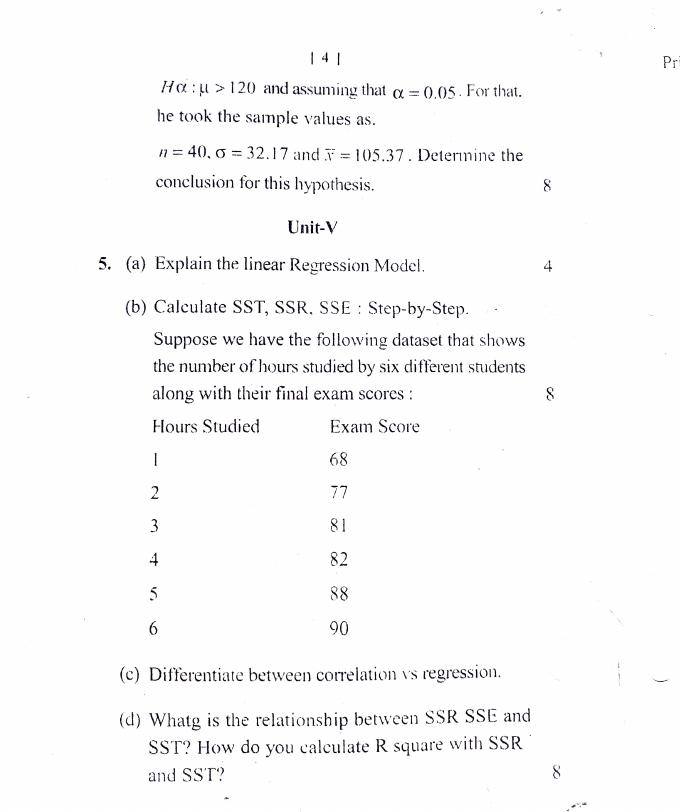 | 4 |
Pri
Hα : μ > 120 and assuming that α = 0.05. For that.
he took the sample values as.
n = 40, σ = 32.17 and x̄ = 105.37. Determine the
conclusion for this hypothesis. 8
Unit-V
5. (a) Explain the linear Regression Model. 4
(b) Calculate SST, SSR, SSE : Step-by-Step.
Suppose we have the following dataset that shows
the number of hours studied by six different students
along with their final exam scores : 8
Hours Studied Exam Score
1 68
2 77
3 81
4 82
5 88
6 90
(c) Differentiate between correlation vs regression.
(d) Whatg is the relationship between SSR SSE and
SST? How do you calculate R square with SSR
and SST? 8